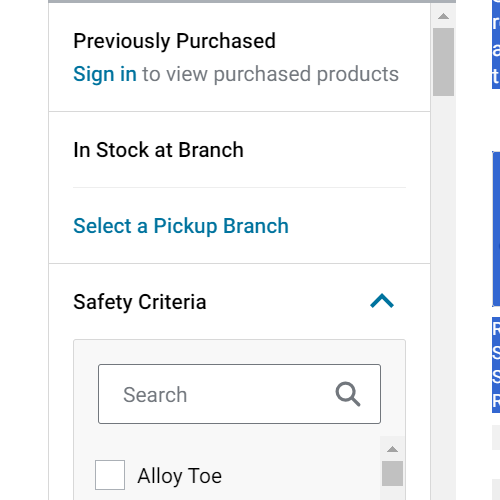 Previously Purchased
Sign in to view purchased products
In Stock at Branch
Select a Pickup Branch
Safety Criteria
Search
Alloy Toe